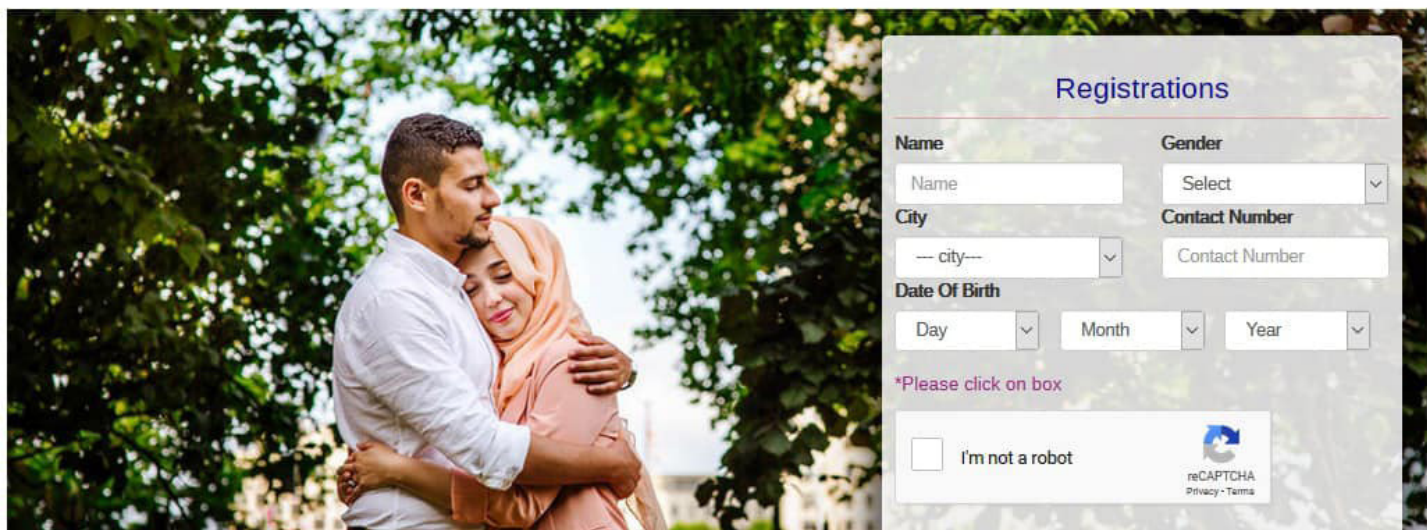 Registrations
Name Gender
Name Select
City Contact Number
--- city--- Contact Number
Date Of Birth
Day Month Year
*Please click on box
I'm not a robot
reCAPTCHA
Privacy - Terms